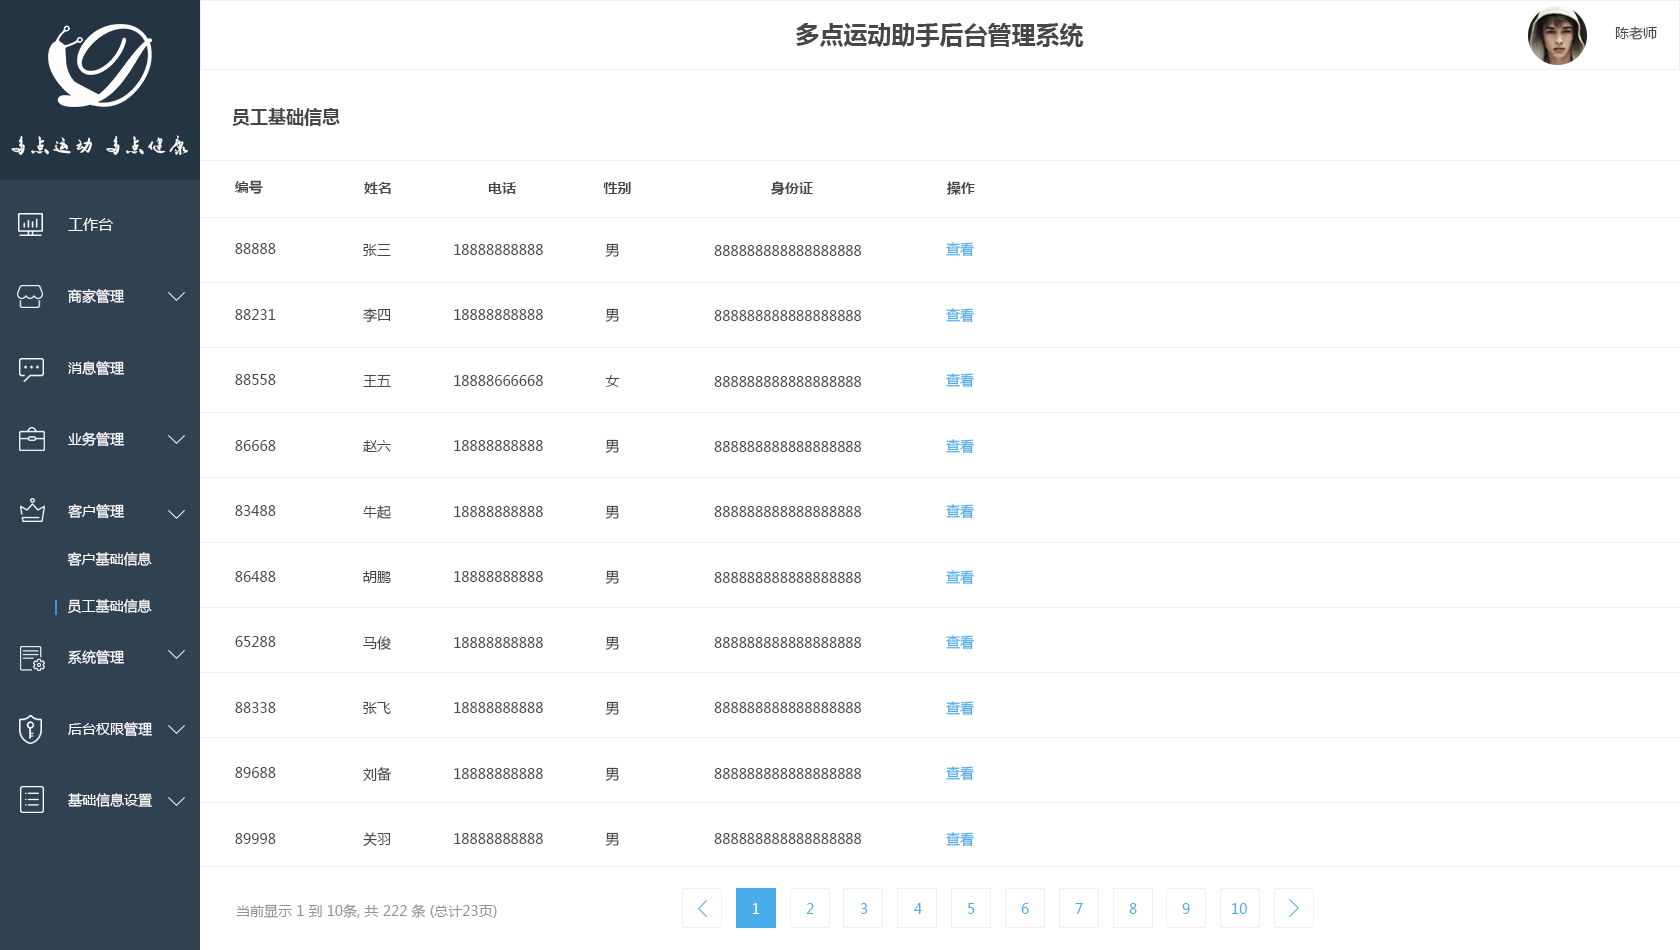 多点运动助手后台管理系统
陈老师
多点运动 多点健康
工作台
商家管理
消息管理
业务管理
客户管理
客户基础信息
员工基础信息
系统管理
后台权限管理
基础信息设置
员工基础信息
编号 姓名 电话 性别 身份证 操作
88888 张三 18888888888 男 888888888888888888 查看
88231 李四 18888888888 男 888888888888888888 查看
88558 王五 18888666668 女 888888888888888888 查看
86668 赵六 18888888888 男 888888888888888888 查看
83488 牛起 18888888888 男 888888888888888888 查看
86488 胡鹏 18888888888 男 888888888888888888 查看
65288 马俊 18888888888 男 888888888888888888 查看
88338 张飞 18888888888 男 888888888888888888 查看
89688 刘备 18888888888 男 888888888888888888 查看
89998 关羽 18888888888 男 888888888888888888 查看
当前显示 1 到 10条, 共 222 条 (总计23页)
1 2 3 4 5 6 7 8 9 10